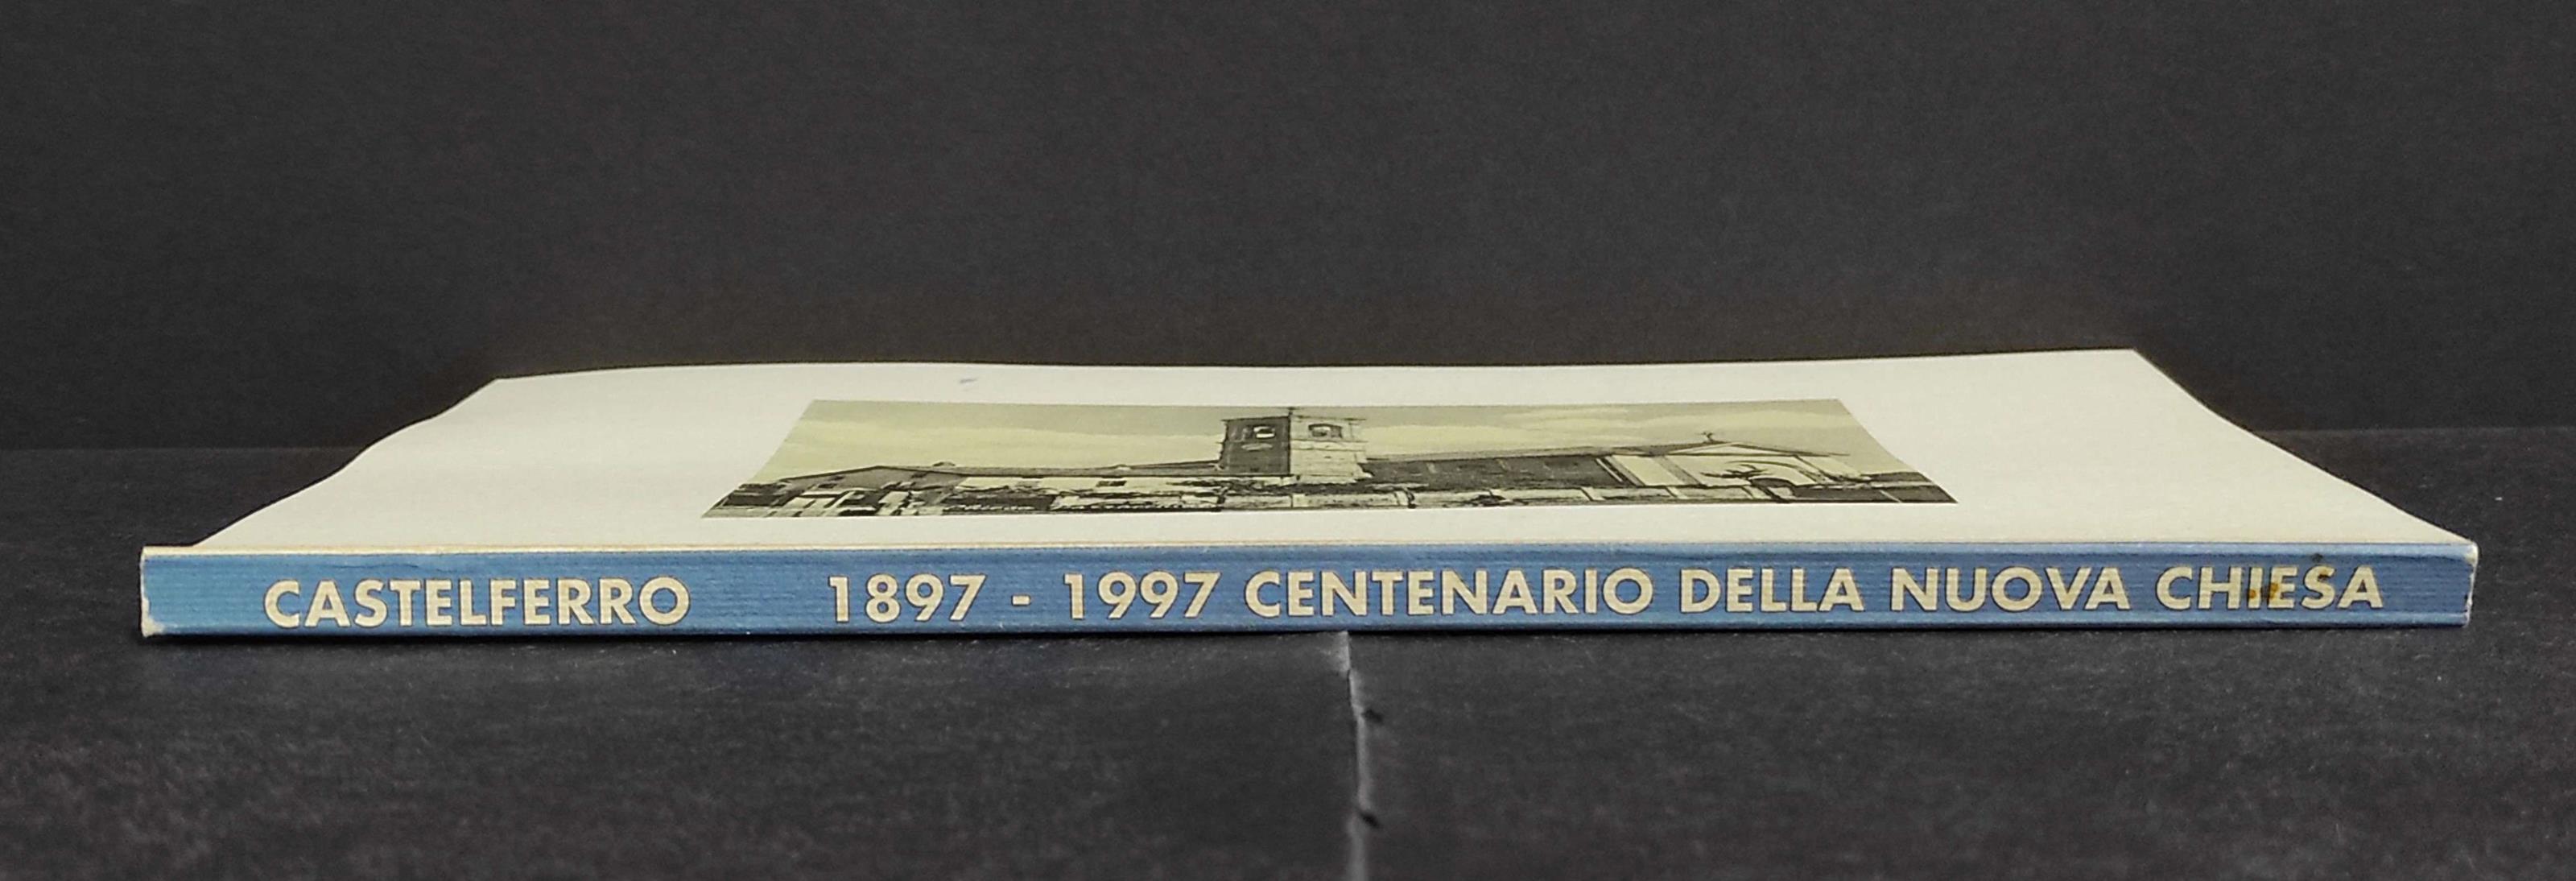 CASTELFERRO 1897 - 1997 CENTENARIO DELLA NUOVA CHIESA